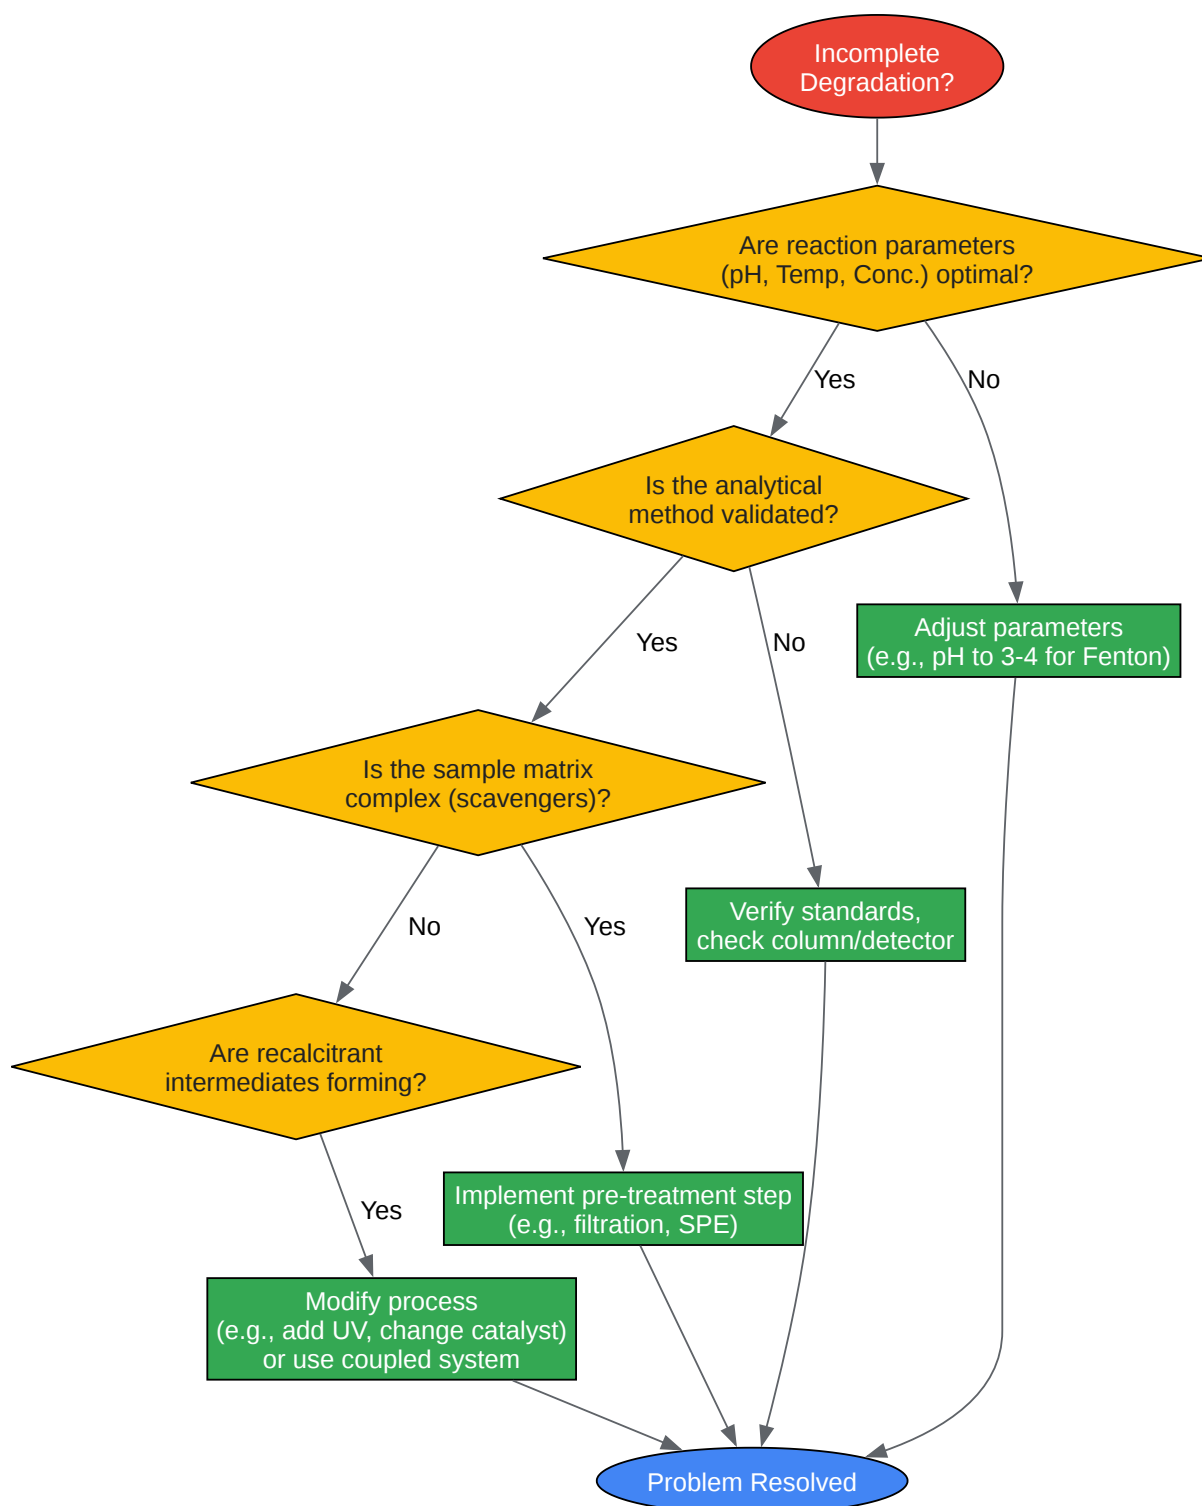 Incomplete
Degradation?
Are reaction parameters
(pH, Temp, Conc.) optimal?
Yes
No
Is the analytical
method validated?
Yes
No
Adjust parameters
(e.g., pH to 3-4 for Fenton)
Is the sample matrix
complex (scavengers)?
No
Yes
Verify standards,
check column/detector
Are recalcitrant
intermediates forming?
Yes
Implement pre-treatment step
(e.g., filtration, SPE)
Modify process
(e.g., add UV, change catalyst)
or use coupled system
Problem Resolved